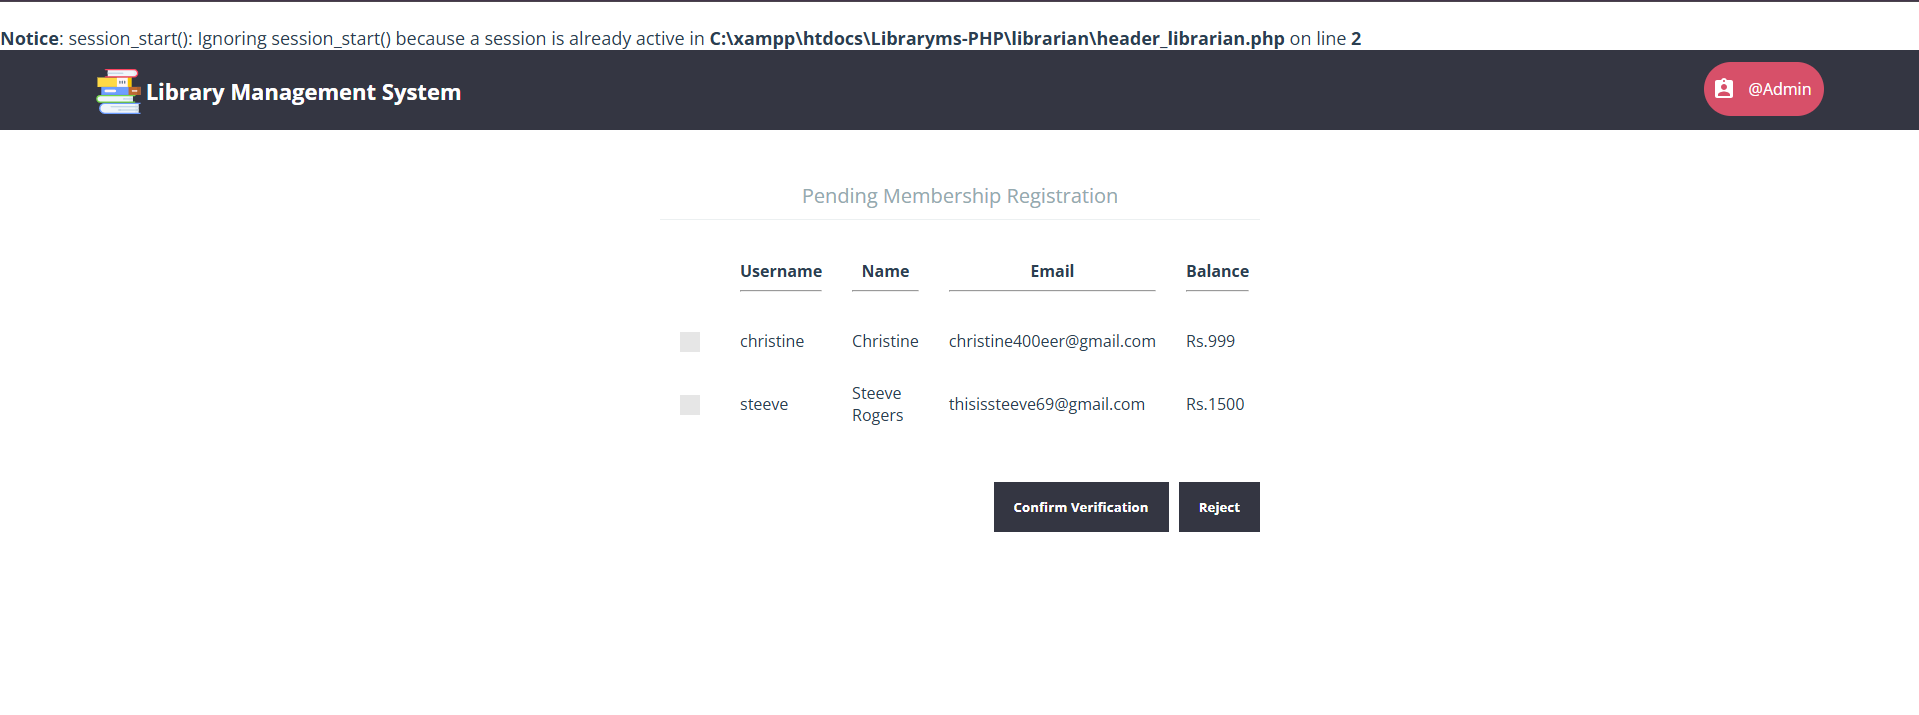 Notice: session_start(): Ignoring session_start() because a session is already active in C:\xampp\htdocs\Libraryms-PHP\librarian\header_librarian.php on line 2
Library Management System
@Admin
Pending Membership Registration
Username Name Email Balance
christine Christine christine400eer@gmail.com Rs.999
steeve Steeve Rogers thisissteeve69@gmail.com Rs.1500
Confirm Verification Reject